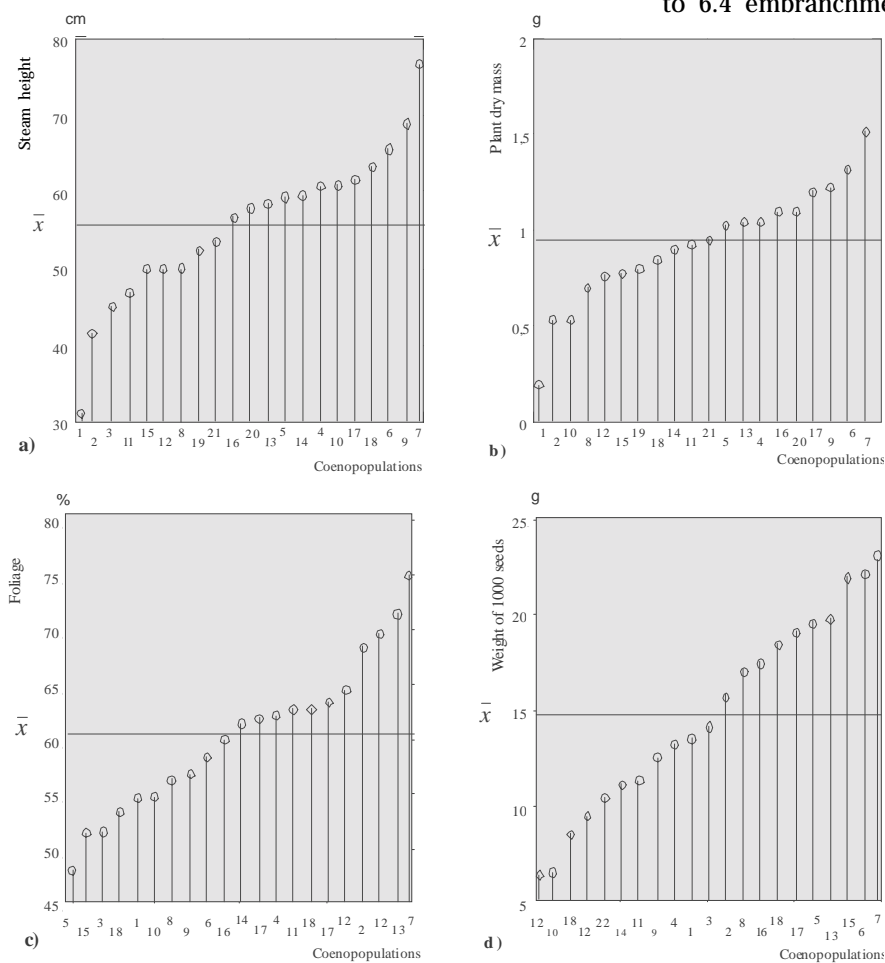 to 6.4 embranchme
cm
80
70
60
50
40
30
Steam height
x̄
1 2 3 11 15 12 8 19 21 16 20 13 5 14 4 10 17 18 6 9 7
a)
Coenopopulations
g
2
1,5
1
0,5
0
Plant dry mass
x̄
1 2 10 8 12 15 19 18 14 11 21 5 13 4 16 20 17 9 6 7
b)
Coenopopulations
%
80
75
70
65
60
55
50
45
Foliage
x̄
5 15 3 18 1 10 8 9 6 16 14 17 4 11 18 17 12 2 12 13 7
c)
Coenopopulations
g
25
20
15
10
5
Weight of 1000 seeds
x̄
12 10 18 12 22 14 11 9 4 1 3 2 8 16 18 17 5 13 15 6 7
d)
Coenopopulations